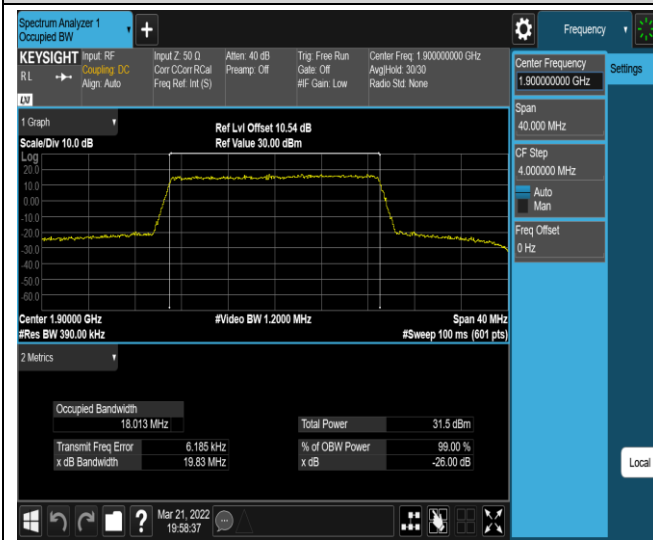 Spectrum Analyzer 1
Occupied BW
+
Frequency
KEYSIGHT
RL
LXI
Input: RF
Coupling: DC
Align: Auto
Input Z: 50 Ω
Corr CCorr RCal
Freq Ref: Int (S)
Atten: 40 dB
Preamp: Off
Trig: Free Run
Gate: Off
#IF Gain: Low
Center Freq: 1.900000000 GHz
Avg|Hold: 30/30
Radio Std: None
Center Frequency
1.900000000 GHz
Settings
Span
40.000 MHz
CF Step
4.000000 MHz
Auto
Man
Freq Offset
0 Hz
1 Graph
Scale/Div 10.0 dB
Ref Lvl Offset 10.54 dB
Ref Value 30.00 dBm
Log
20.0
10.0
0.00
-10.0
-20.0
-30.0
-40.0
-50.0
-60.0
Center 1.90000 GHz
#Video BW 1.2000 MHz
Span 40 MHz
#Res BW 390.00 kHz
#Sweep 100 ms (601 pts)
2 Metrics
Occupied Bandwidth
18.013 MHz
Total Power 31.5 dBm
Transmit Freq Error 6.185 kHz
% of OBW Power 99.00 %
x dB Bandwidth 19.83 MHz
x dB -26.00 dB
Local
?
Mar 21, 2022
19:58:37